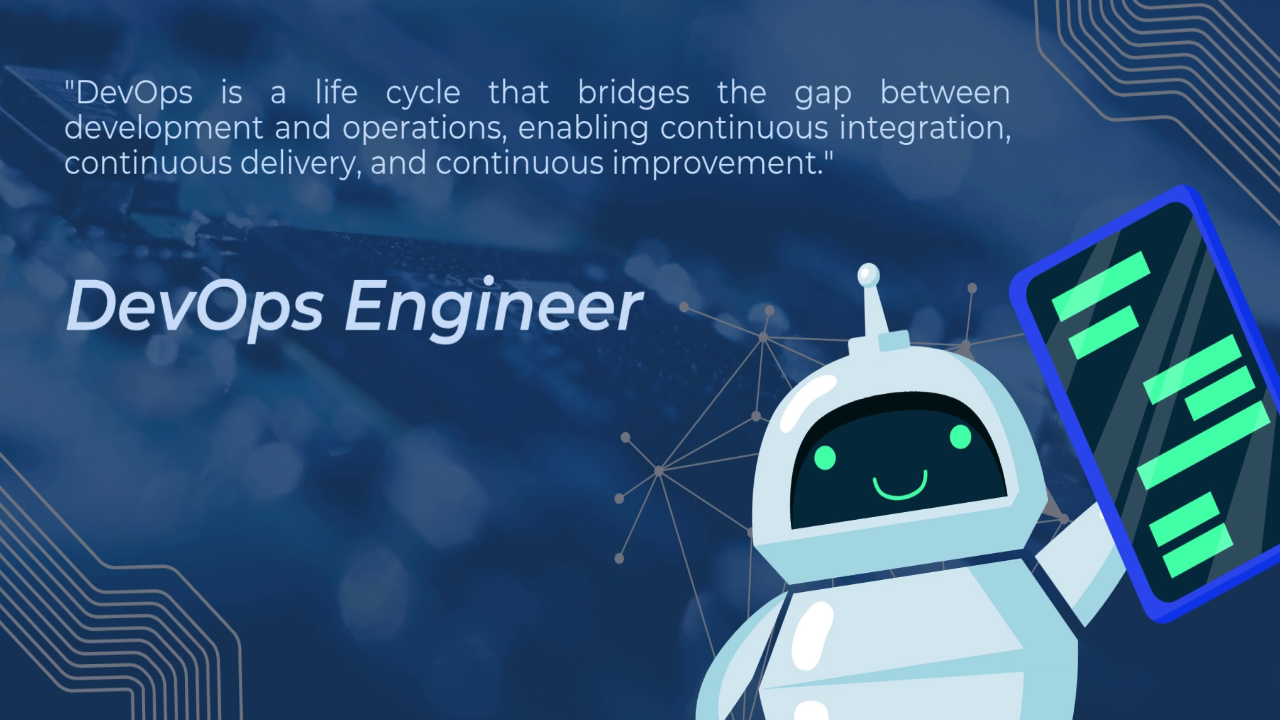 "DevOps is a life cycle that bridges the gap between
development and operations, enabling continuous integration,
continuous delivery, and continuous improvement."
DevOps Engineer